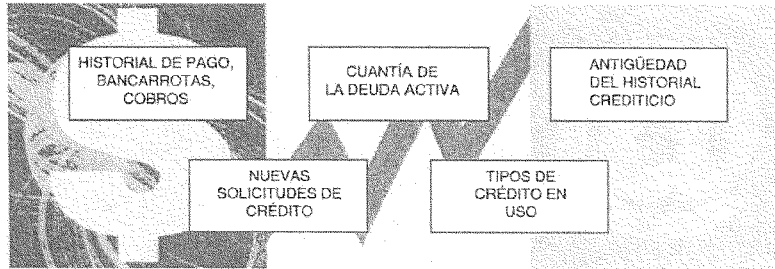 HISTORIAL DE PAGO,
BANCARROTAS,
COBROS
CUANTÍA DE
LA DEUDA ACTIVA
ANTIGÜEDAD
DEL HISTORIAL
CREDITICIO
NUEVAS
SOLICITUDES DE
CRÉDITO
TIPOS DE
CRÉDITO EN
USO